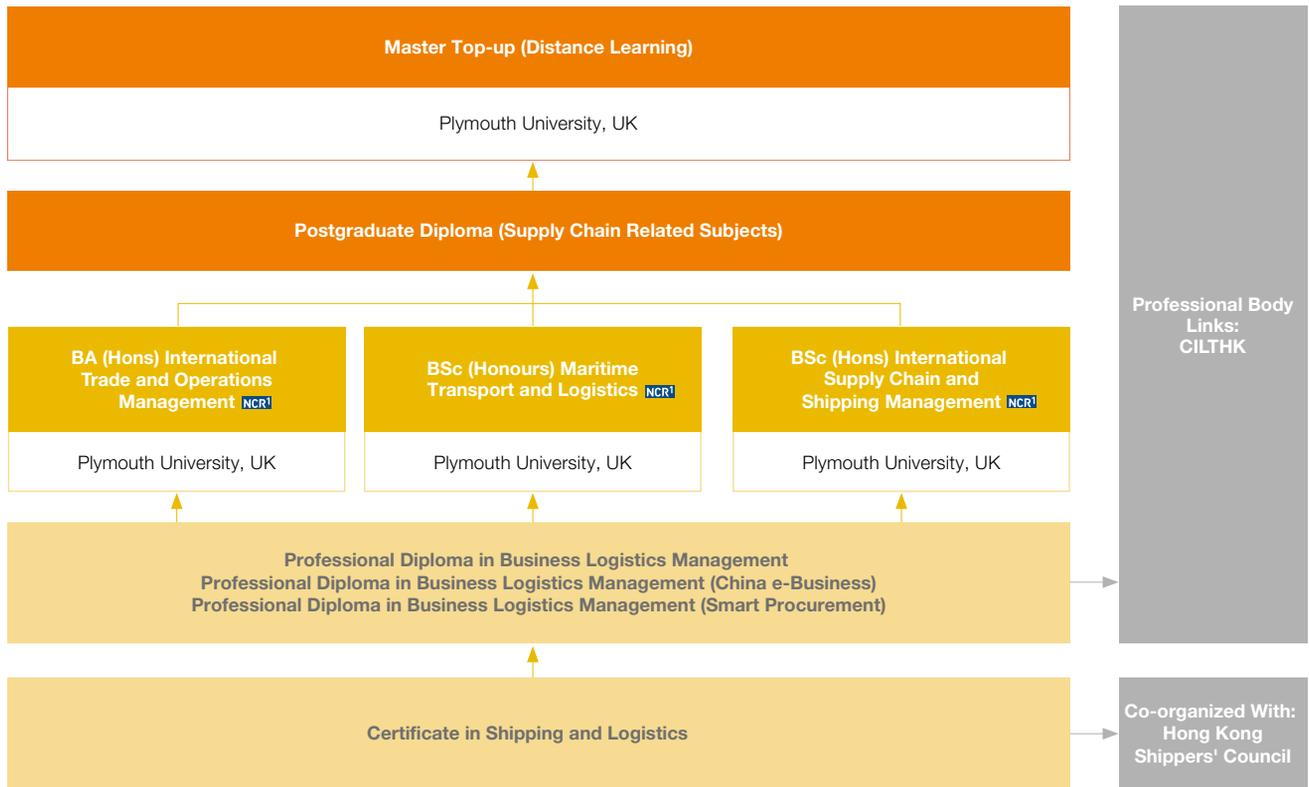 Master Top-up (Distance Learning)
Plymouth University, UK
Postgraduate Diploma (Supply Chain Related Subjects)
BA (Hons) International
Trade and Operations
Management NCR1
Plymouth University, UK
BSc (Honours) Maritime
Transport and Logistics NCR1
Plymouth University, UK
BSc (Hons) International
Supply Chain and
Shipping Management NCR1
Plymouth University, UK
Professional Diploma in Business Logistics Management
Professional Diploma in Business Logistics Management (China e-Business)
Professional Diploma in Business Logistics Management (Smart Procurement)
Professional Body
Links:
CILTHK
Certificate in Shipping and Logistics
Co-organized With:
Hong Kong
Shippers' Council